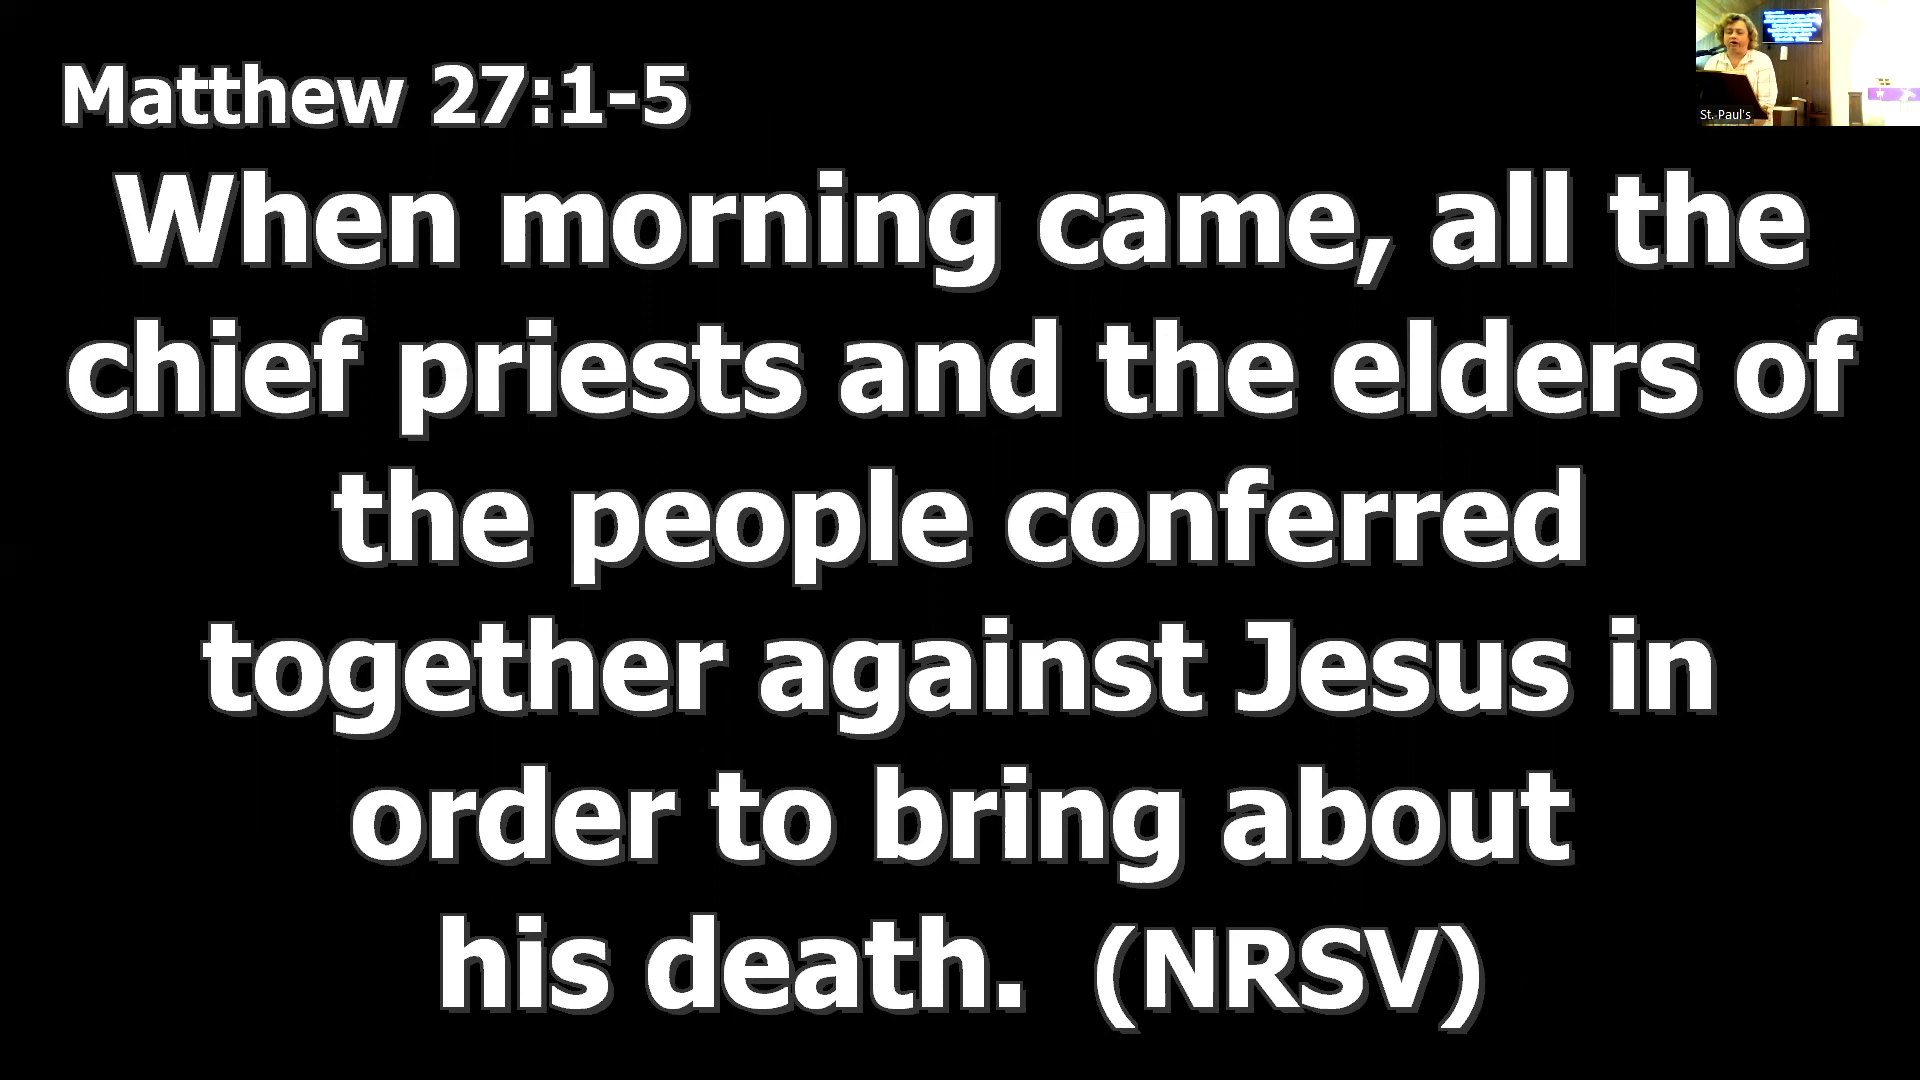 Matthew 27:1-5
St. Paul's
When morning came, all the
chief priests and the elders of
the people conferred
together against Jesus in
order to bring about
his death.  (NRSV)